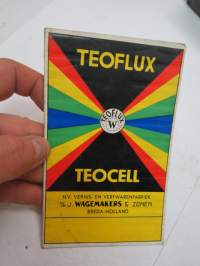 TEOFLUX
TEOFLUX
W
TEOCELL
N.V. VERNIS- EN VERFWARENFABRIEK
J. WAGEMAKERS & ZONEN
BREDA-HOLLAND